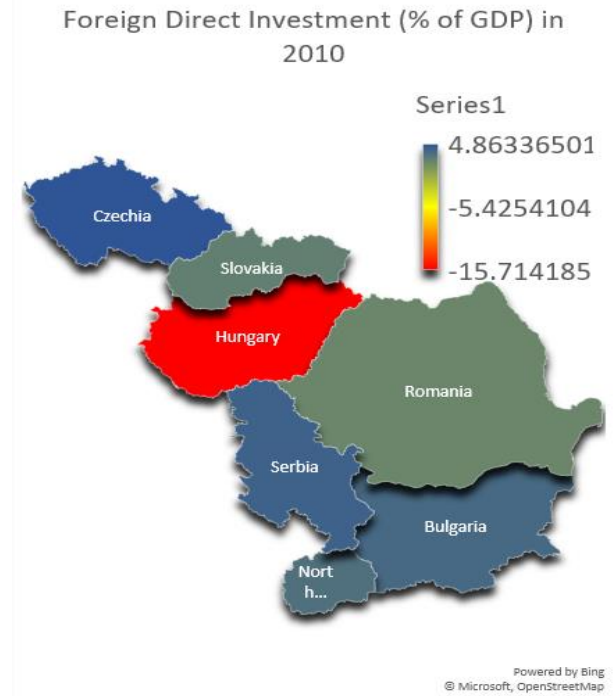 Foreign Direct Investment (% of GDP) in
2010
Series1
4.86336501
-5.4254104
-15.714185
Czechia
Slovakia
Hungary
Romania
Serbia
Bulgaria
Nort
h...
Powered by Bing
© Microsoft, OpenStreetMap